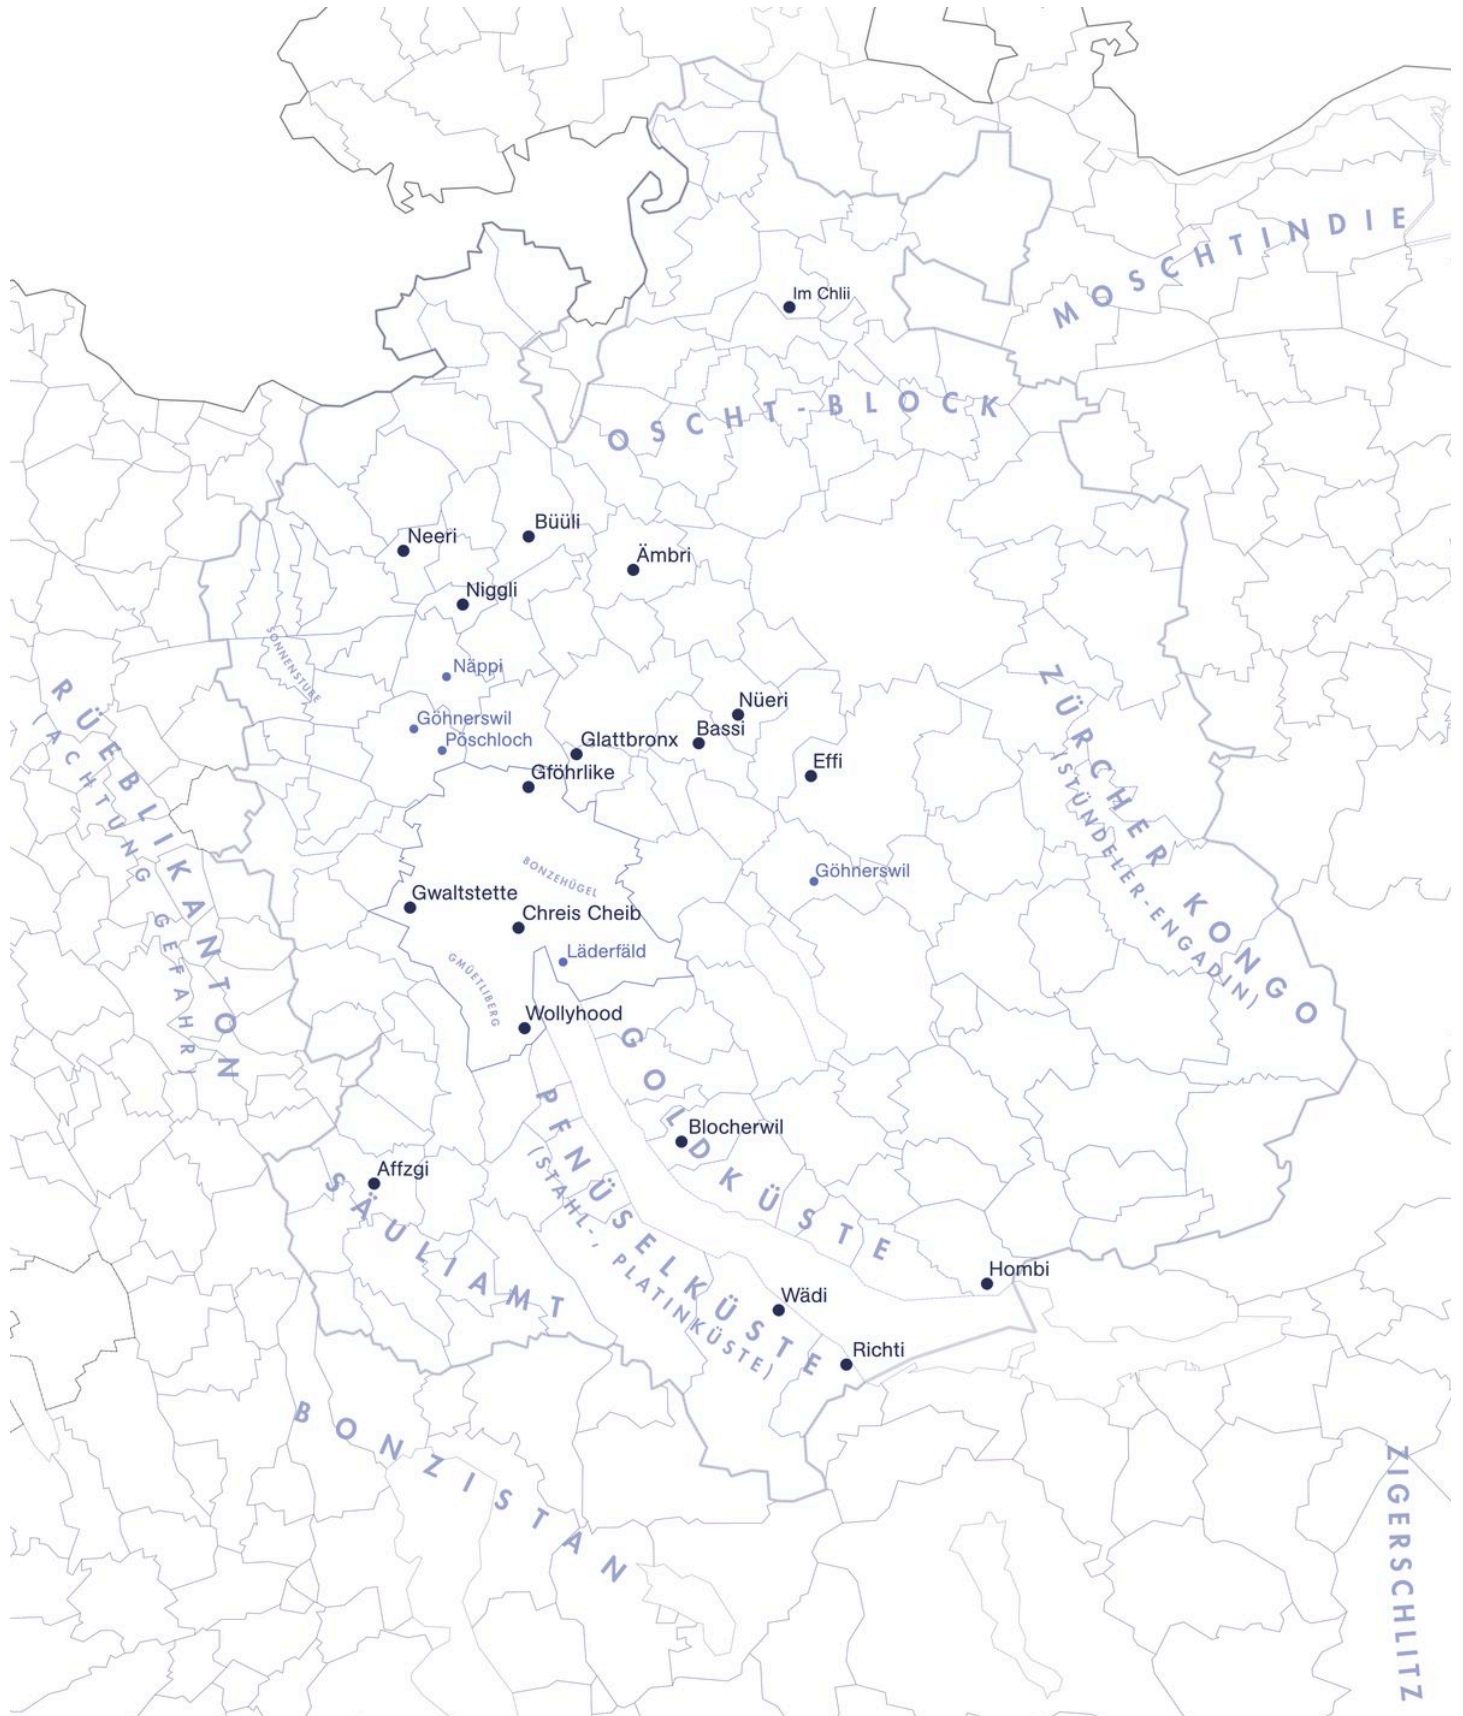 MOSCHTINDIE
Im Chlii
OSCHT-BLOCK
Büüli
Neeri
Ämbri
Niggli
SONNENSTUBE
Näppi
RÜEBLIKANTON
(ACHTUNG GEFAHR)
Göhnerswil
Pöschloch
Nüeri
Bassi
Glattbronx
Effi
Gföhrlike
ZÜRCHER KONGO
(STÜNDELER-ENGADIN)
BONZEHÜGEL
Göhnerswil
Gwaltstette
Chreis Cheib
Läderfäld
GMÜETLIBERG
Wollyhood
GOLDKÜSTE
PFNÜSELKÜSTE
(STAHL-, PLATINKÜSTE)
Blocherwil
Affzgi
SÄULIAMT
Hombi
Wädi
Richti
BONZISTAN
ZIGERSCHLITZ